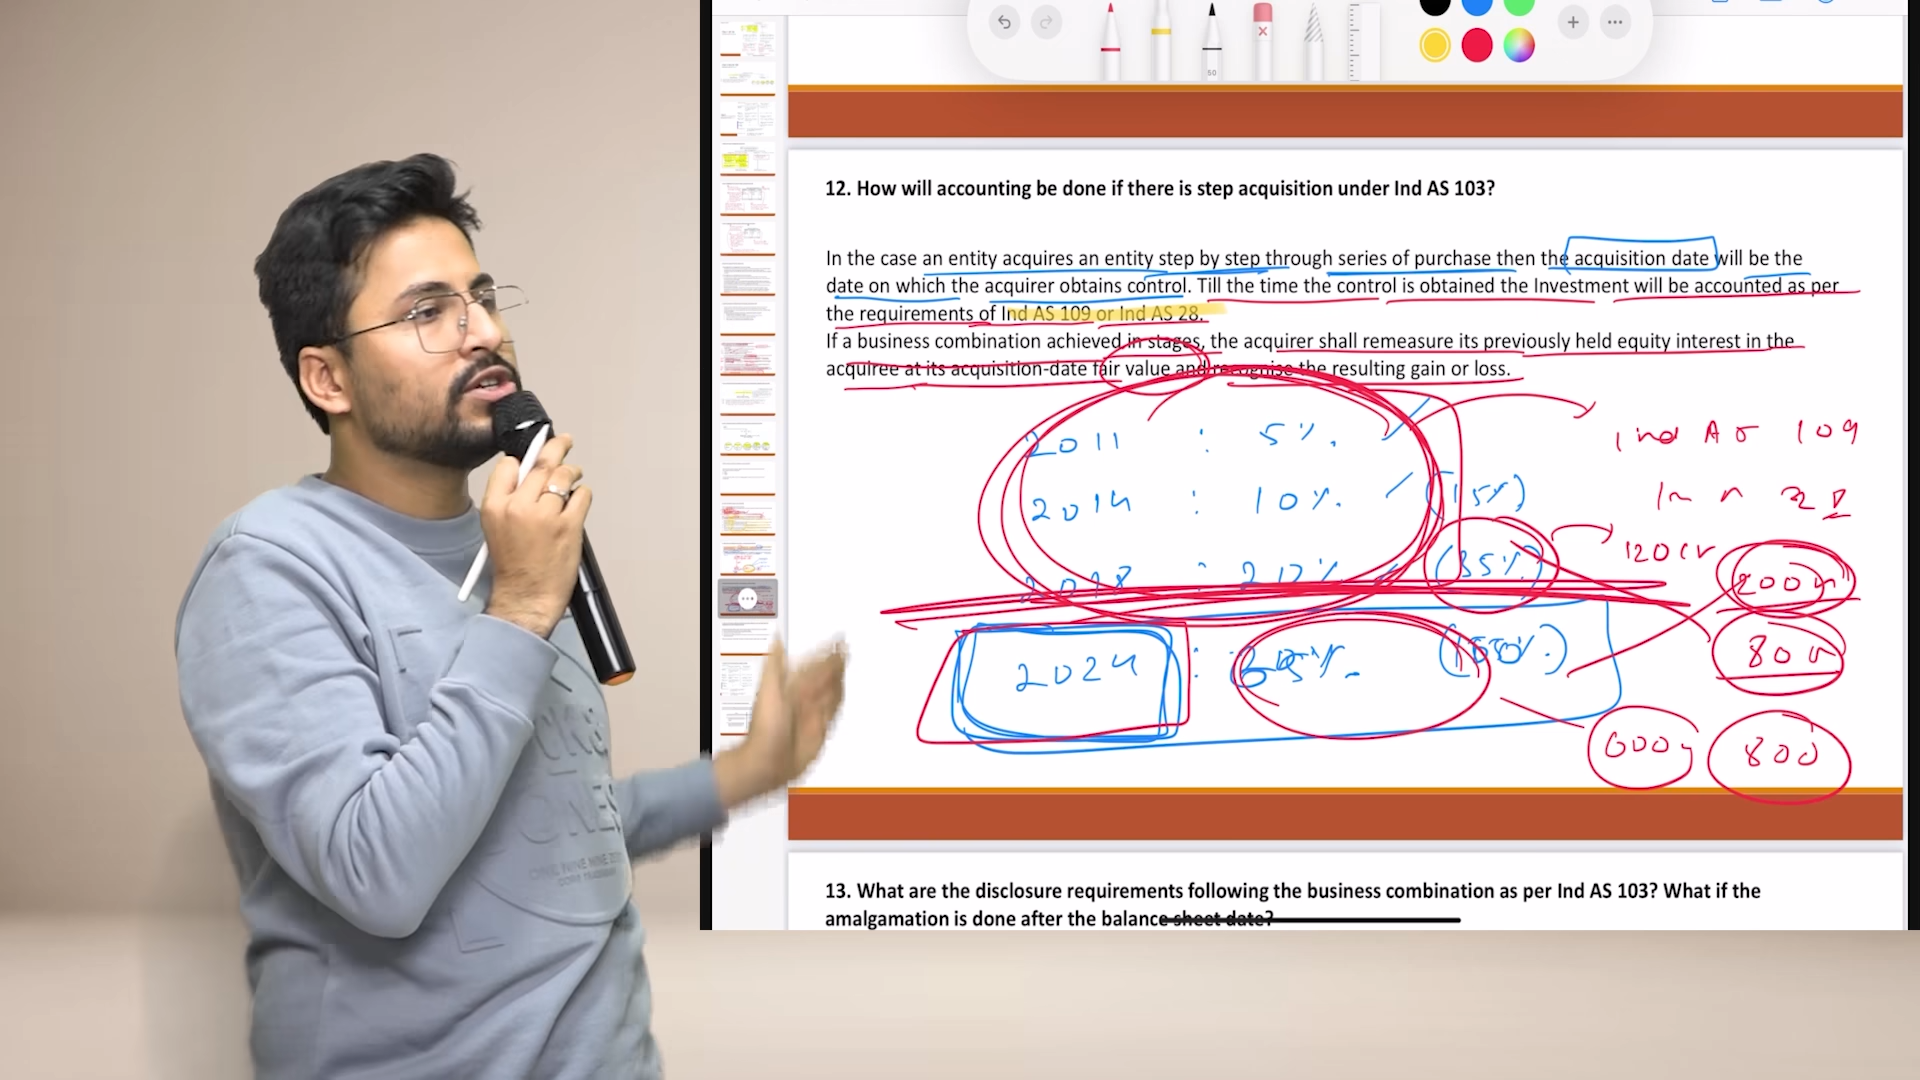 50
12. How will accounting be done if there is step acquisition under Ind AS 103?
In the case an entity acquires an entity step by step through series of purchase then the acquisition date will be the
date on which the acquirer obtains control. Till the time the control is obtained the Investment will be accounted as per
the requirements of Ind AS 109 or Ind AS 28.
If a business combination achieved in stages, the acquirer shall remeasure its previously held equity interest in the
acquiree at its acquisition-date fair value and recognise the resulting gain or loss.
2011 : 5%.
Ind AS 109
2014 : 10%. (15%)
2018 : 20% (35%)
120 cr 200
2024 :
80
600 800
13. What are the disclosure requirements following the business combination as per Ind AS 103? What if the
amalgamation is done after the balance sheet date?